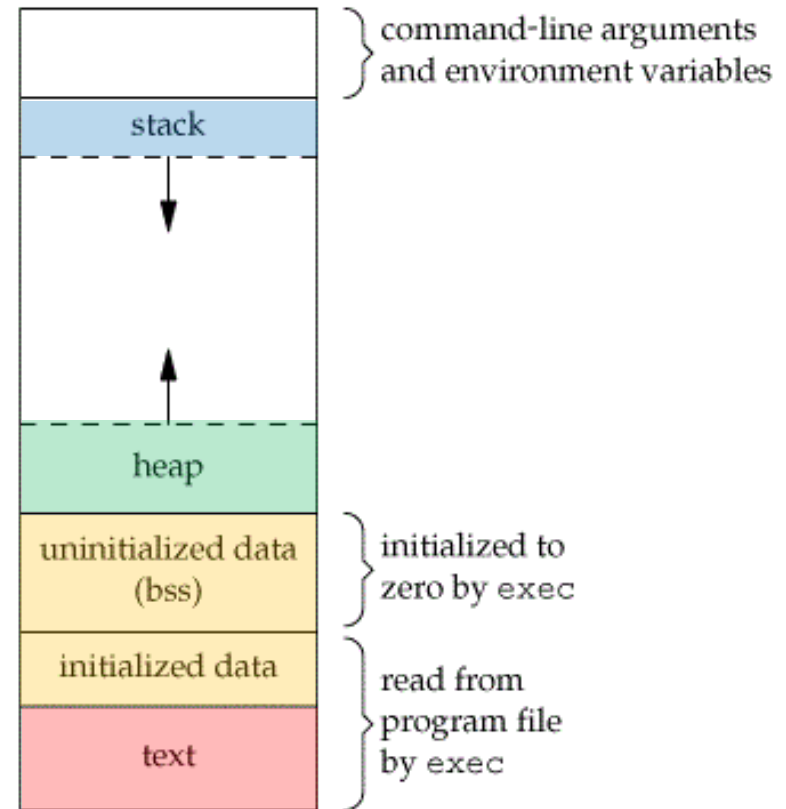 command-line arguments
and environment variables
stack
heap
uninitialized data
(bss)
initialized to
zero by exec
initialized data
read from
program file
by exec
text